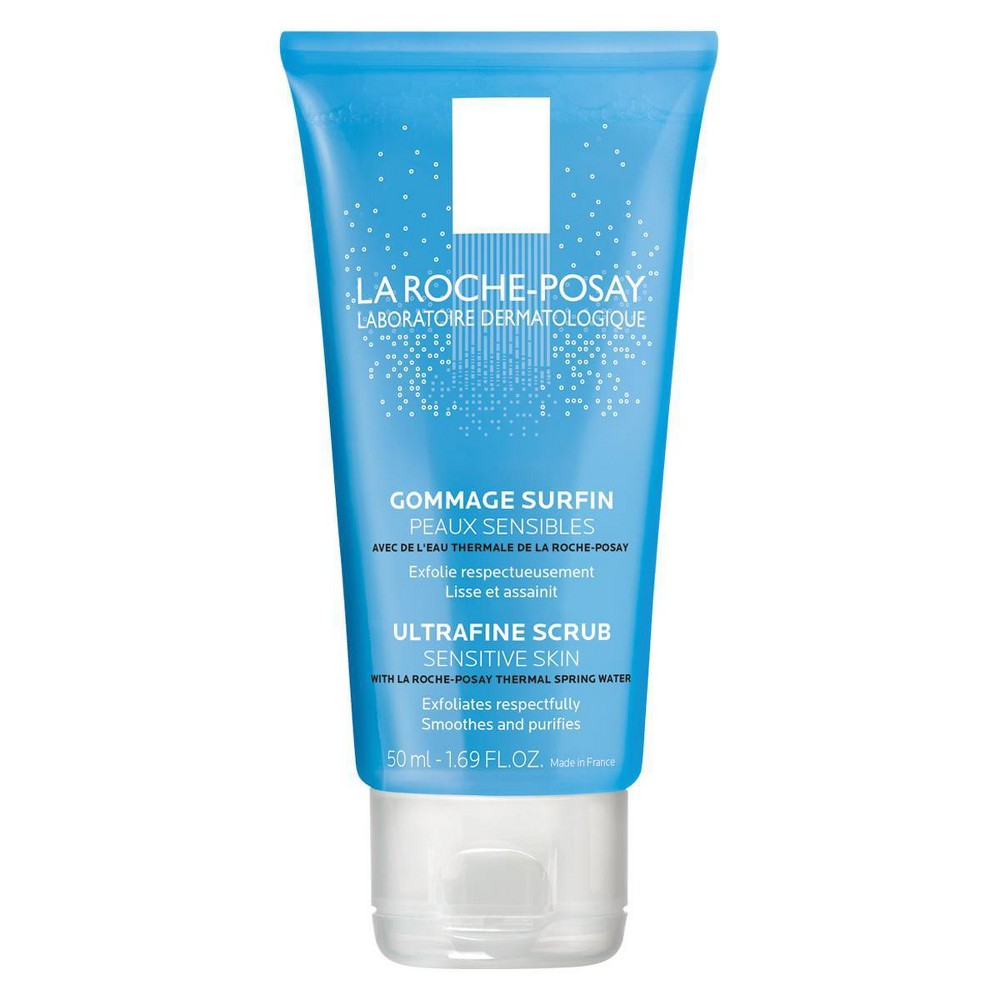 LA ROCHE-POSAY
LABORATOIRE DERMATOLOGIQUE
GOMMAGE SURFIN
PEAUX SENSIBLES
AVEC DE L'EAU THERMALE DE LA ROCHE-POSAY
Exfolie respectueusement
Lisse et assainit
ULTRAFINE SCRUB
SENSITIVE SKIN
WITH LA ROCHE-POSAY THERMAL SPRING WATER
Exfoliates respectfully
Smoothes and purifies
50 ml - 1.69 FL.OZ. Made in France